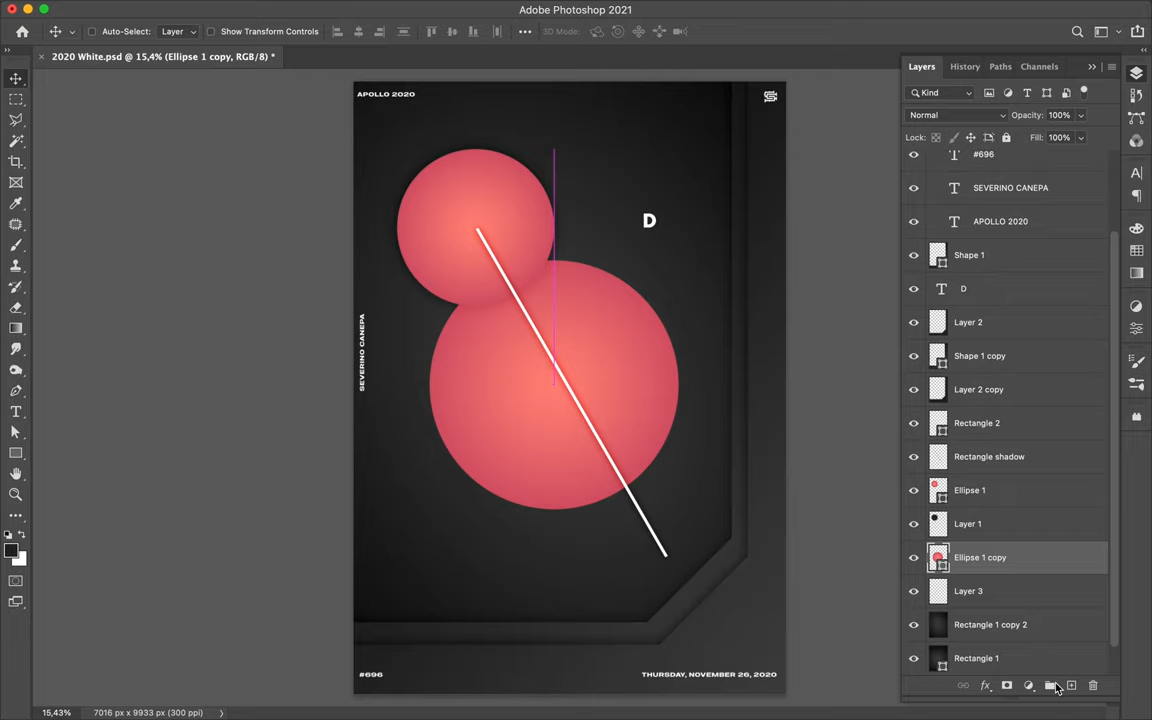 Adobe Photoshop 2021
Auto-Select:
Layer
Show Transform Controls
3D Mode:
2020 White.psd @ 15,4% (Ellipse 1 copy, RGB/8) *
Layers
History
Paths
Channels
Kind
Normal
Opacity: 100%
Lock:
Fill: 100%
#696
SEVERINO CANEPA
APOLLO 2020
Shape 1
D
Layer 2
Shape 1 copy
Layer 2 copy
Rectangle 2
Rectangle shadow
Ellipse 1
Layer 1
Ellipse 1 copy
Layer 3
Rectangle 1 copy 2
Rectangle 1
APOLLO 2020
D
SEVERINO CANEPA
#696
THURSDAY, NOVEMBER 26, 2020
15,43%
7016 px x 9933 px (300 ppi)